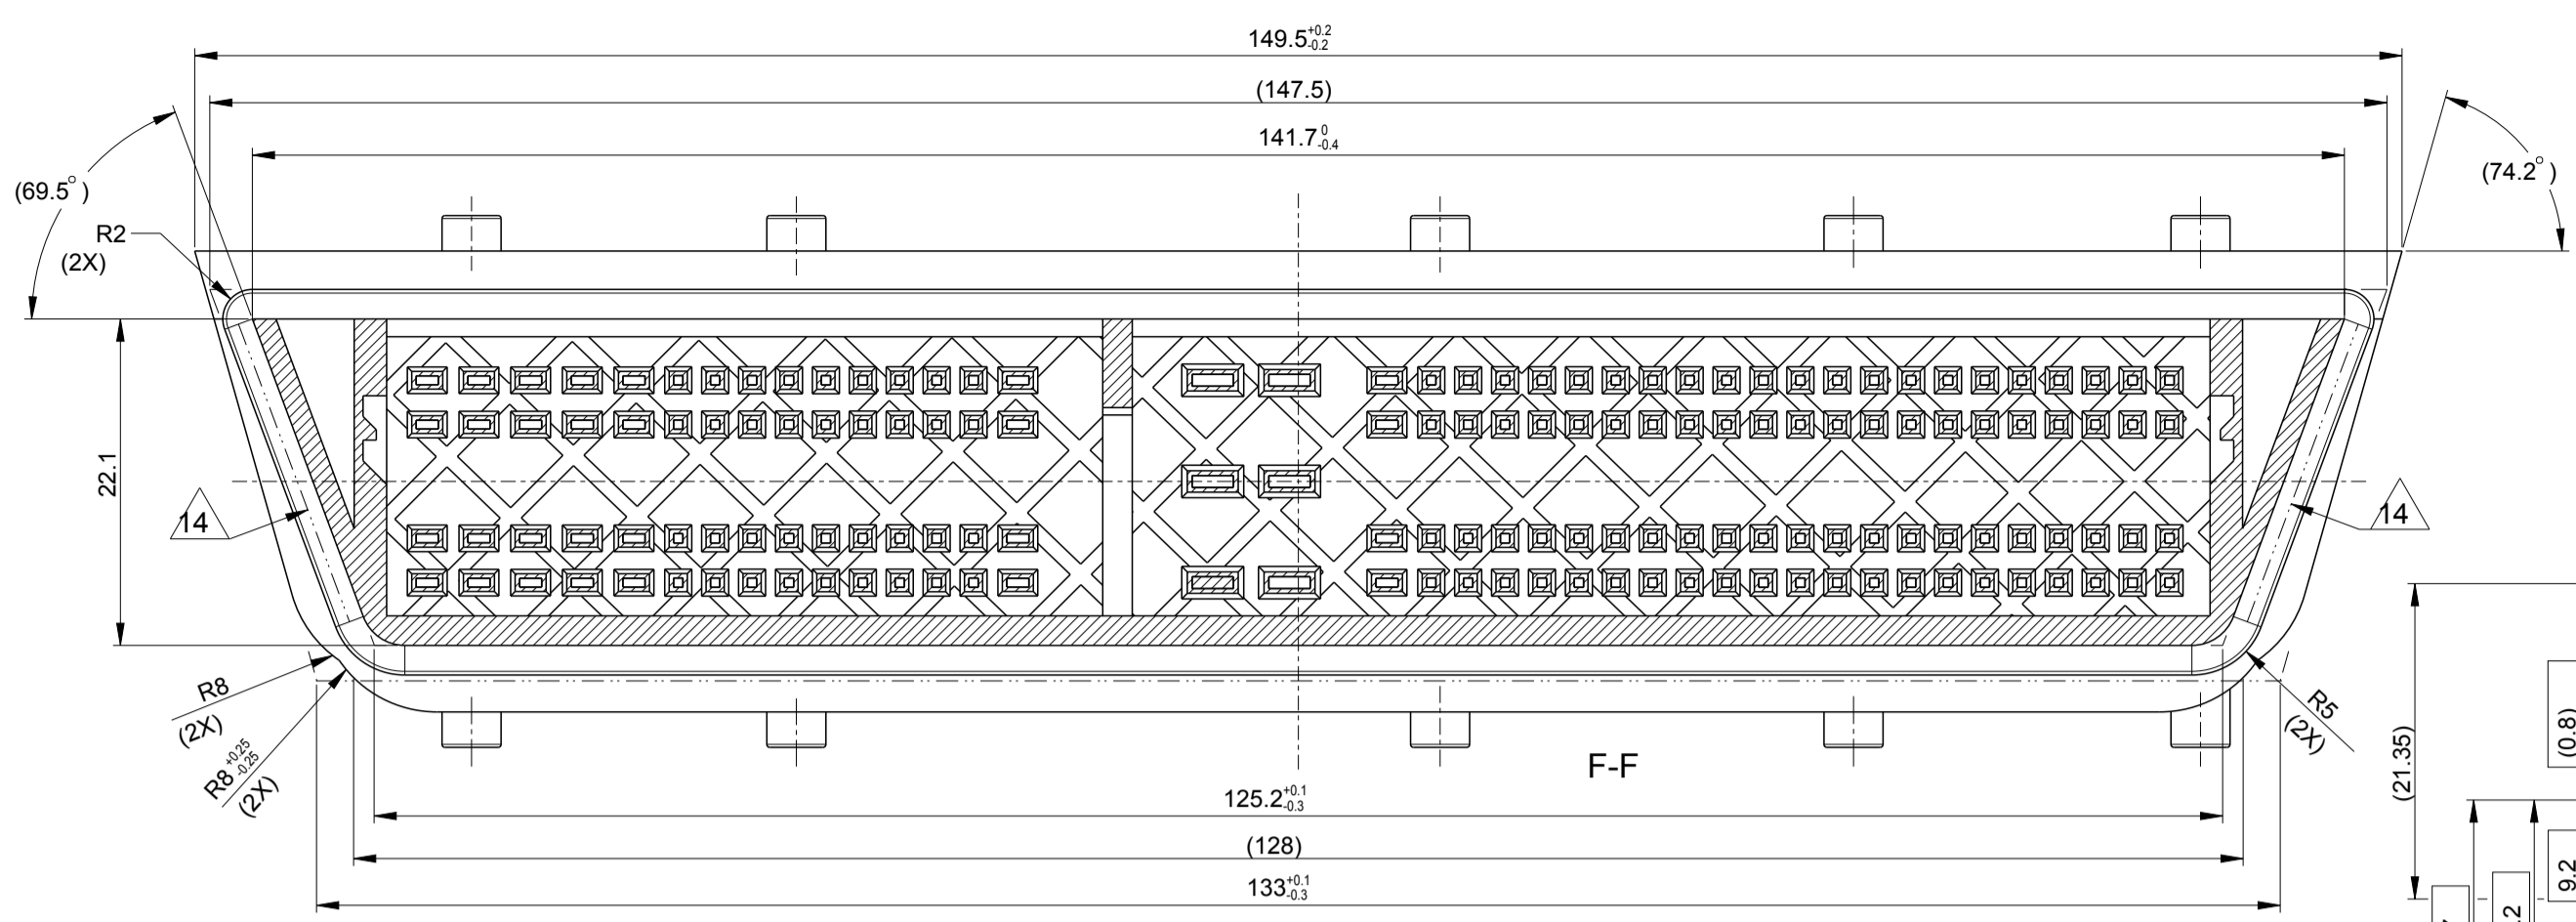 149.5 +0.2 -0.2
(147.5)
141.7 0 -0.4
(69.5°)
(74.2°)
R2
(2X)
22.1
14
14
R8
(2X)
R8 +0.25 -0.25
(2X)
R5
(2X)
F-F
(21.35)
(0.8)
125.2 +0.1 -0.3
(128)
9.2
133 +0.1 -0.3